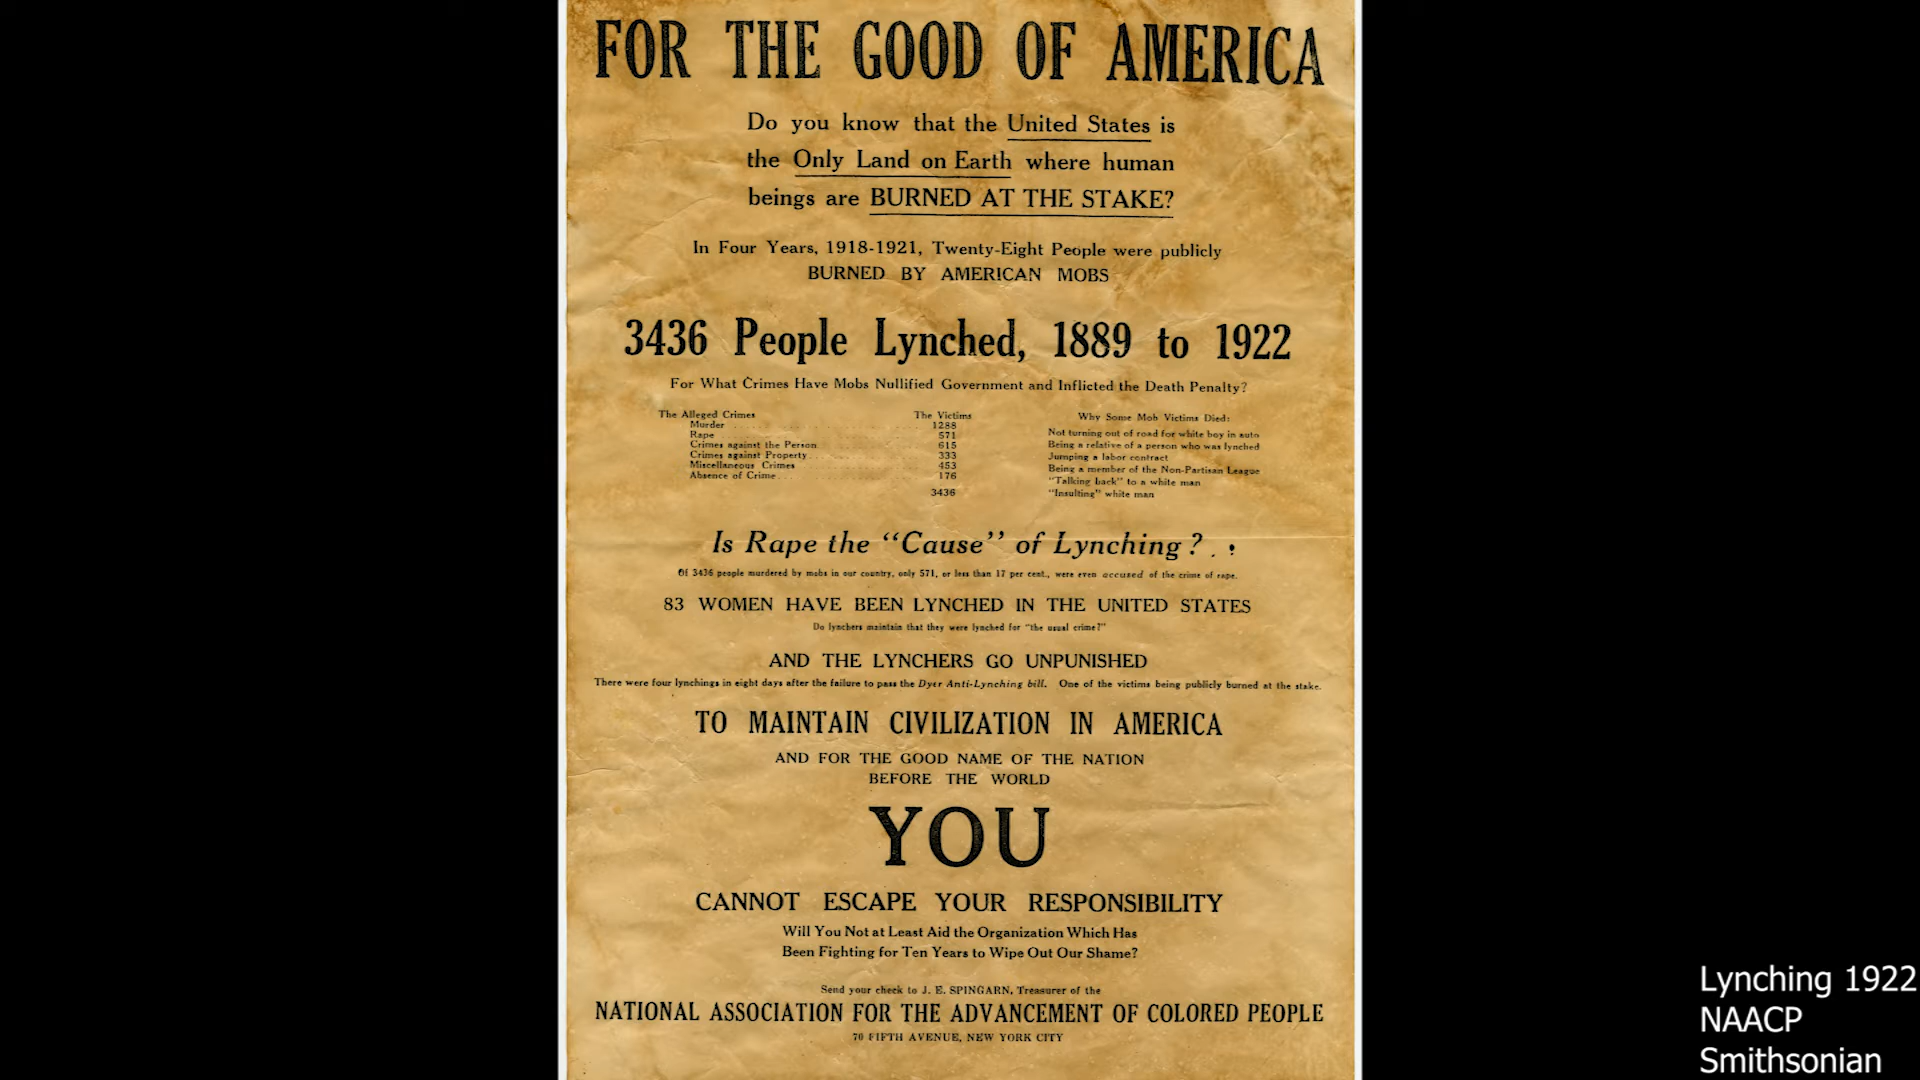 FOR THE GOOD OF AMERICA
Do you know that the United States is
the Only Land on Earth where human
beings are BURNED AT THE STAKE?
In Four Years, 1918-1921, Twenty-Eight People were publicly
BURNED BY AMERICAN MOBS
3436 People Lynched, 1889 to 1922
For What Crimes Have Mobs Nullified Government and Inflicted the Death Penalty?
The Alleged Crimes The Victims
Murder 1288
Rape 571
Crimes against the Person 615
Crimes against Property 333
Miscellaneous Crimes 453
Absence of Crime 176
3436
Why Some Mob Victims Died:
Not turning out of road for white boy in auto
Being a relative of a person who was lynched
Jumping a labor contract
Being a member of the Non-Partisan League
"Talking back" to a white man
"Insulting" white man
Is Rape the "Cause" of Lynching?
Of 3436 people murdered by mobs in our country, only 571, or less than 17 per cent., were even accused of the crime of rape.
83 WOMEN HAVE BEEN LYNCHED IN THE UNITED STATES
Do lynchers maintain that they were lynched for "the usual crime?"
AND THE LYNCHERS GO UNPUNISHED
There were four lynchings in eight days after the failure to pass the Dyer Anti-Lynching bill. One of the victims being publicly burned at the stake.
TO MAINTAIN CIVILIZATION IN AMERICA
AND FOR THE GOOD NAME OF THE NATION
BEFORE THE WORLD
YOU
CANNOT ESCAPE YOUR RESPONSIBILITY
Will You Not at Least Aid the Organization Which Has
Been Fighting for Ten Years to Wipe Out Our Shame?
Send your check to J. E. SPINGARN, Treasurer of the
NATIONAL ASSOCIATION FOR THE ADVANCEMENT OF COLORED PEOPLE
70 FIFTH AVENUE, NEW YORK CITY
Lynching 1922
NAACP
Smithsonian